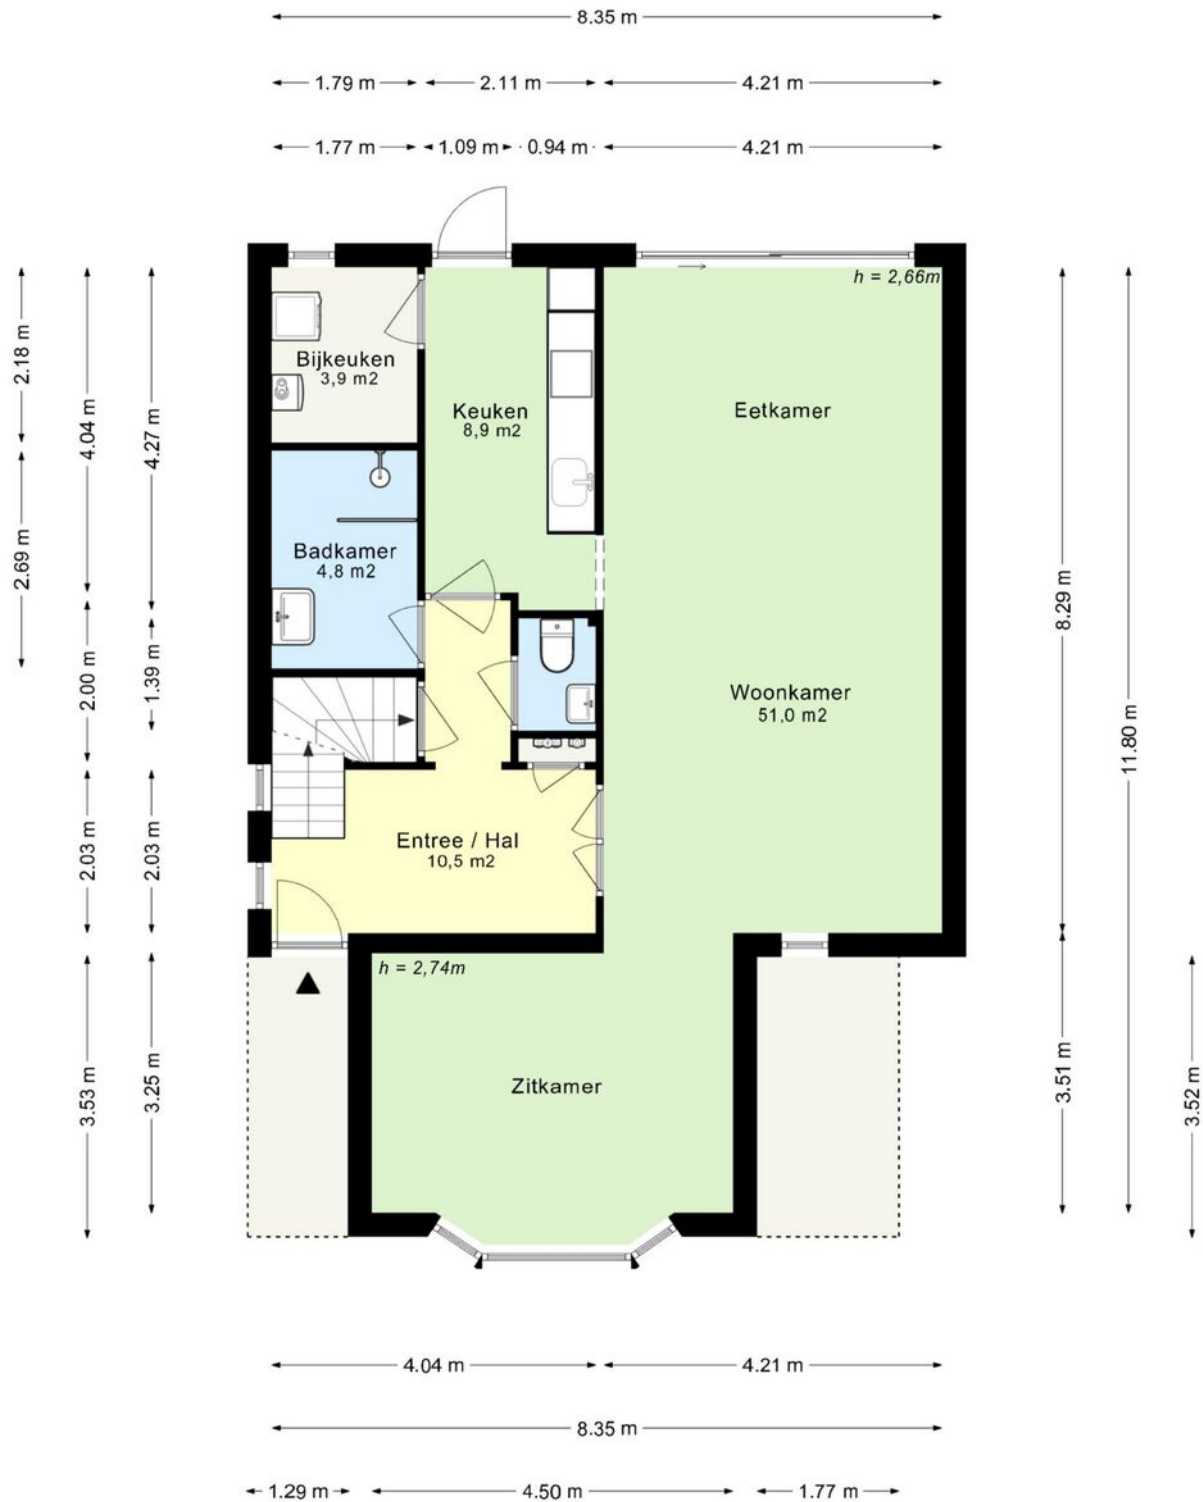 8.35 m
1.79 m
2.11 m
4.21 m
1.77 m
1.09 m
0.94 m
4.21 m
h = 2,66m
2.18 m
4.04 m
4.27 m
Bijkeuken
3,9 m2
Keuken
8,9 m2
Eetkamer
2.69 m
Badkamer
4,8 m2
8.29 m
2.00 m
1.39 m
Woonkamer
51,0 m2
11.80 m
2.03 m
2.03 m
Entree / Hal
10,5 m2
h = 2,74m
3.53 m
3.25 m
Zitkamer
3.51 m
3.52 m
4.04 m
4.21 m
8.35 m
1.29 m
4.50 m
1.77 m